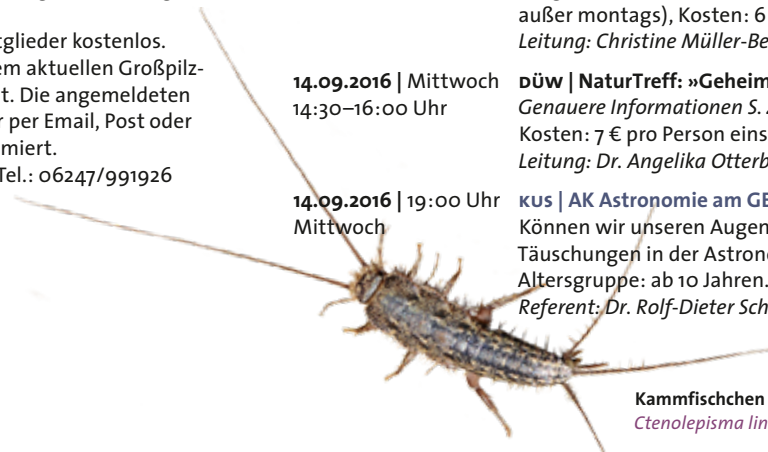 tglieder kostenlos.
em aktuellen Großpilz-
t. Die angemeldeten
r per Email, Post oder
miert.
Tel.: 06247/991926
14.09.2016 | Mittwoch
14:30–16:00 Uhr
14.09.2016 | 19:00 Uhr
Mittwoch
außer montags), Kosten: 6
Leitung: Christine Müller-Be
DÜW | NaturTreff: »Geheim
Genauere Informationen S.
Kosten: 7 € pro Person eins
Leitung: Dr. Angelika Otterb
KUS | AK Astronomie am GE
Können wir unseren Augen
Täuschungen in der Astrono
Altersgruppe: ab 10 Jahren.
Referent: Dr. Rolf-Dieter Sch
Kammfischchen
Ctenolepisma lin